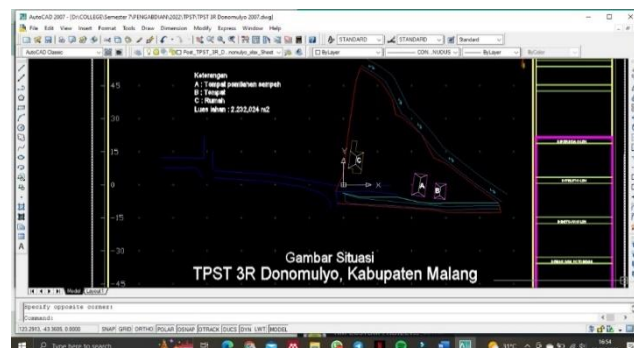 AutoCAD 2007 - [D:\COLLEGE\Semester 7\PENGABDIAN\2022\TPST\TPST 3R Donomulyo 2007.dwg]
File Edit View Insert Format Tools Draw Dimension Modify Express Window Help
STANDARD STANDARD Standard
AutoCAD Classic ByLayer ByLayer ByColor
Keterangan
A : Tempat pemilahan sampah
B : Tempat
C : Rumah
Luas lahan : 2.232,024 m2
45
30
15
0
-15
-30
-45
Y
X
C
A
B
Gambar Situasi
TPST 3R Donomulyo, Kabupaten Malang
Model Layout1
Specify opposite corner:
Command:
SNAP GRID ORTHO POLAR OSNAP OTRACK DUCS DYN LWT MODEL
Type here to search
31°C
16:54